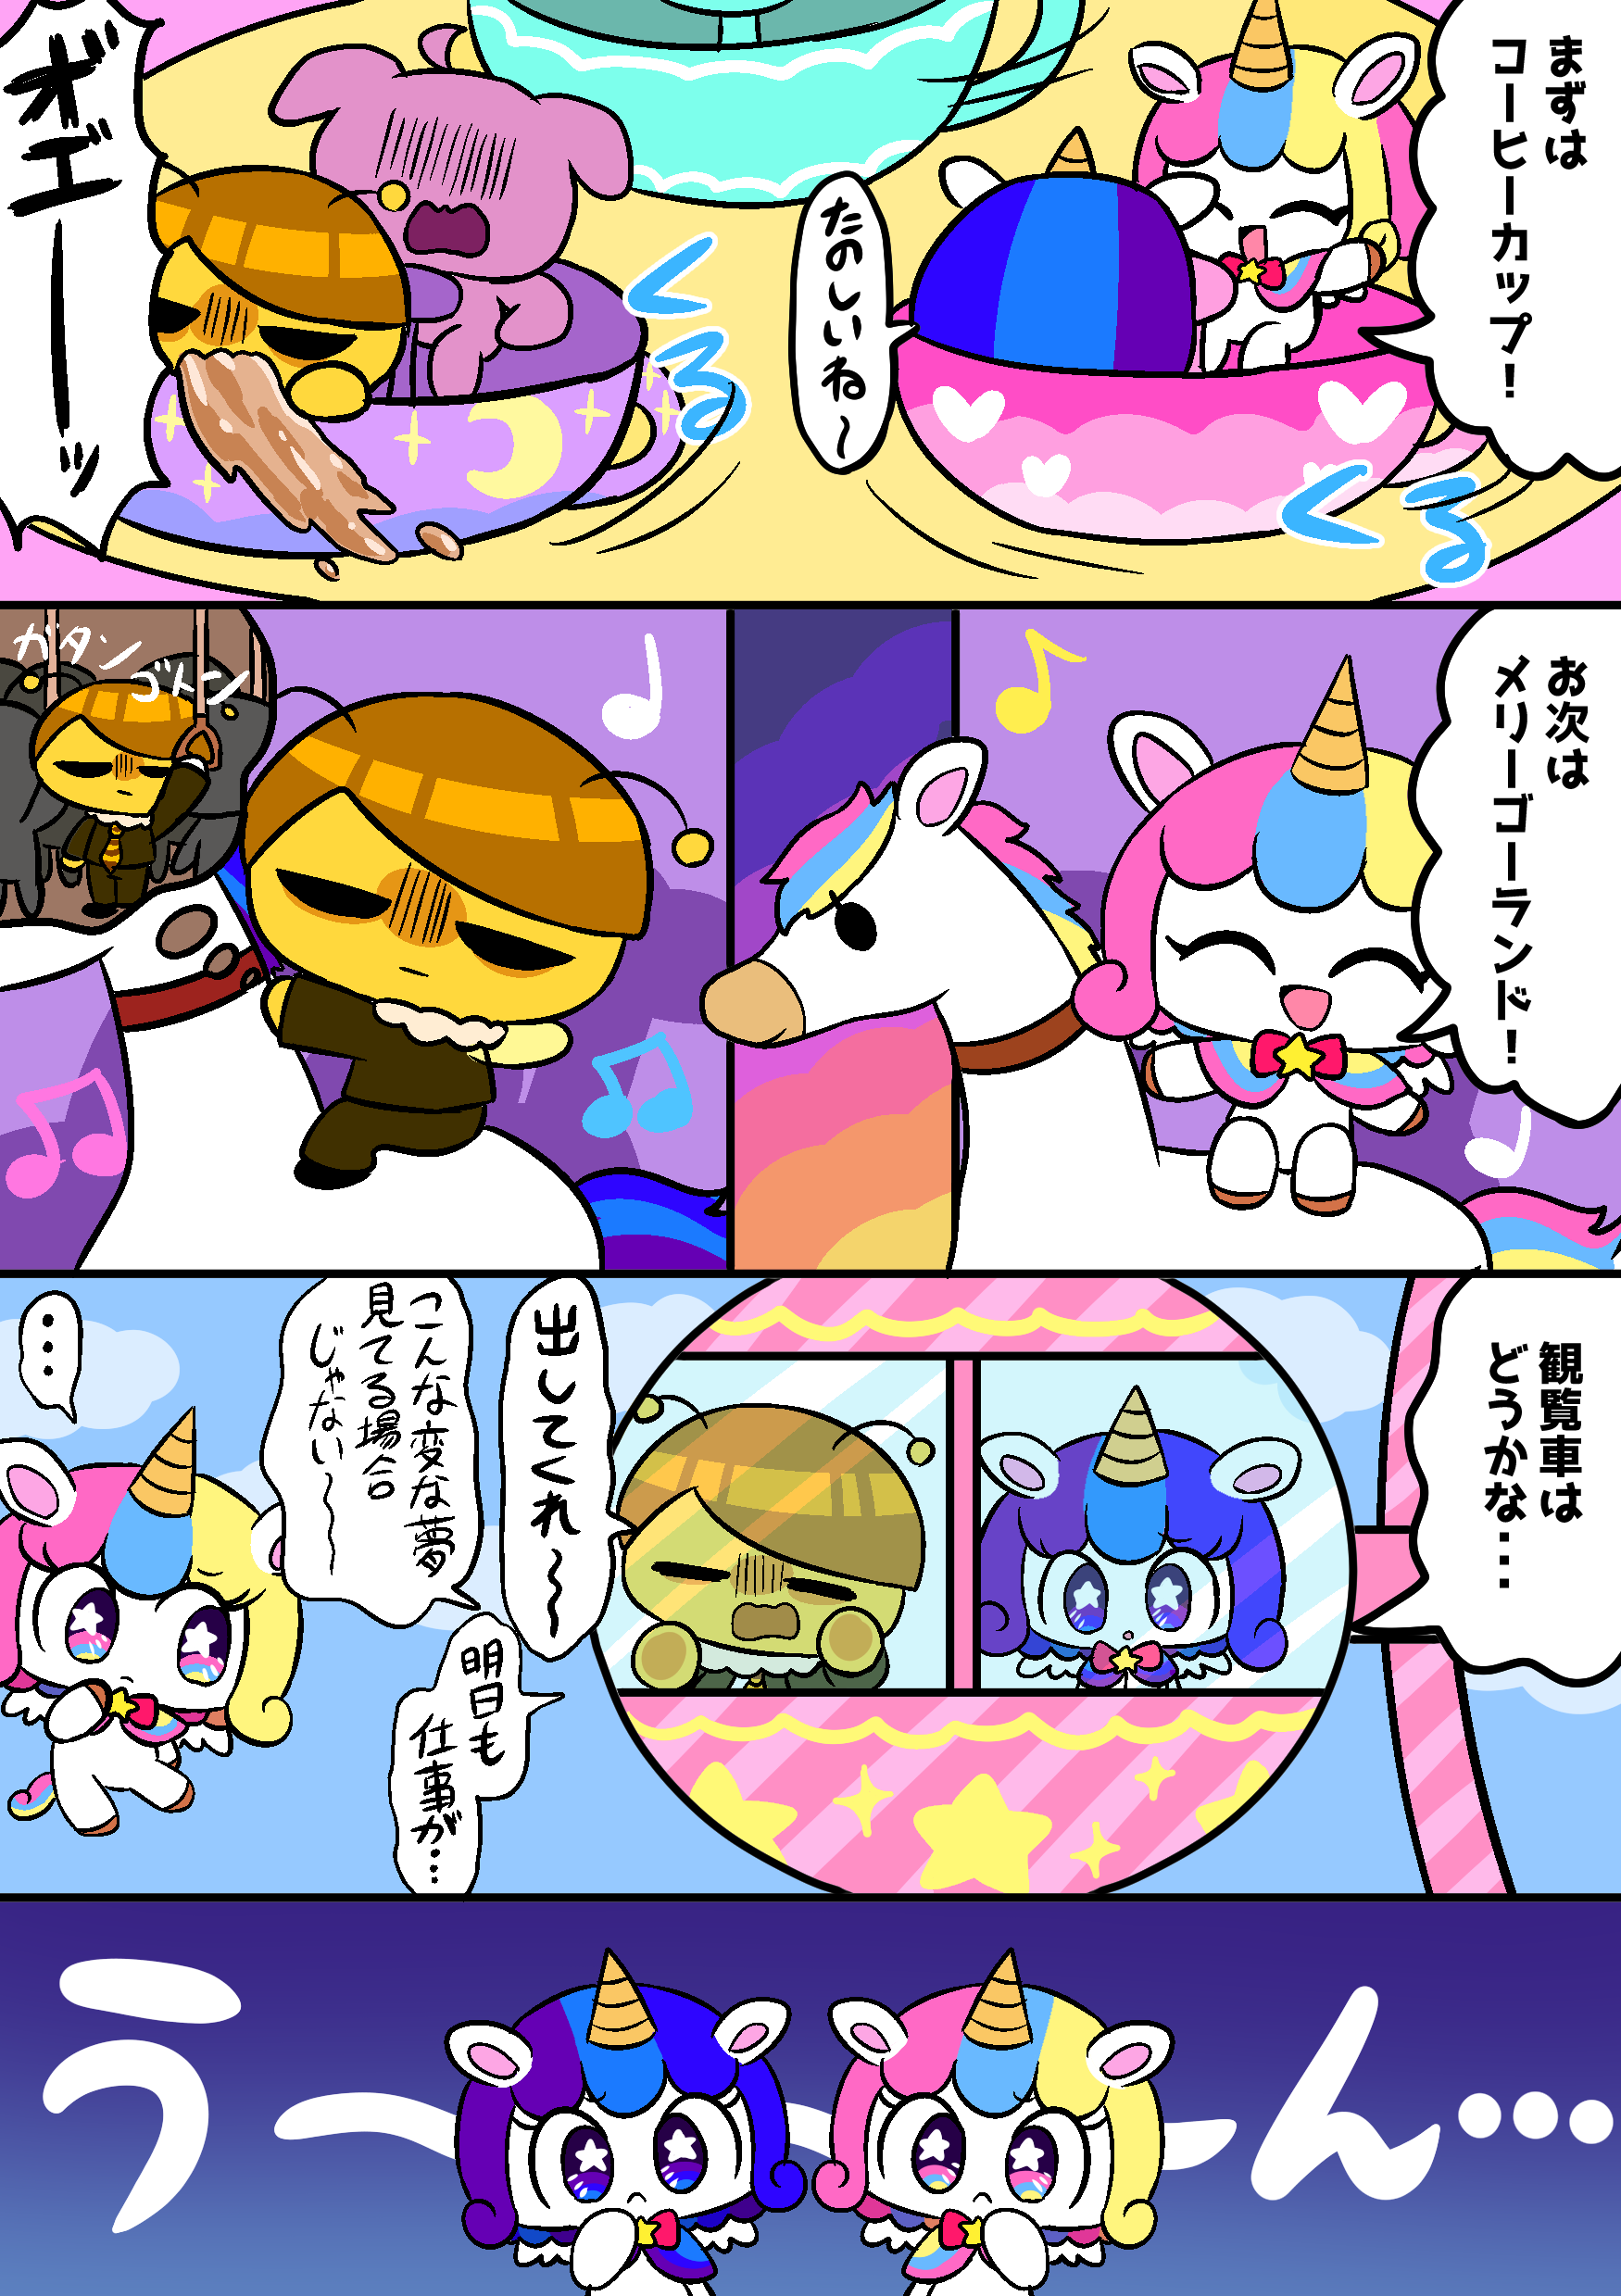 まずは
コーヒーカップ！
たのしいね〜
くる
くる
オエーーッ
お次は
メリーゴーランド！
ガタン
ゴトン
観覧車は
どうかな...
出してくれ〜〜
こんな変な夢
見てる場合
じゃない〜〜
明日も
仕事が...
...
うーーん...